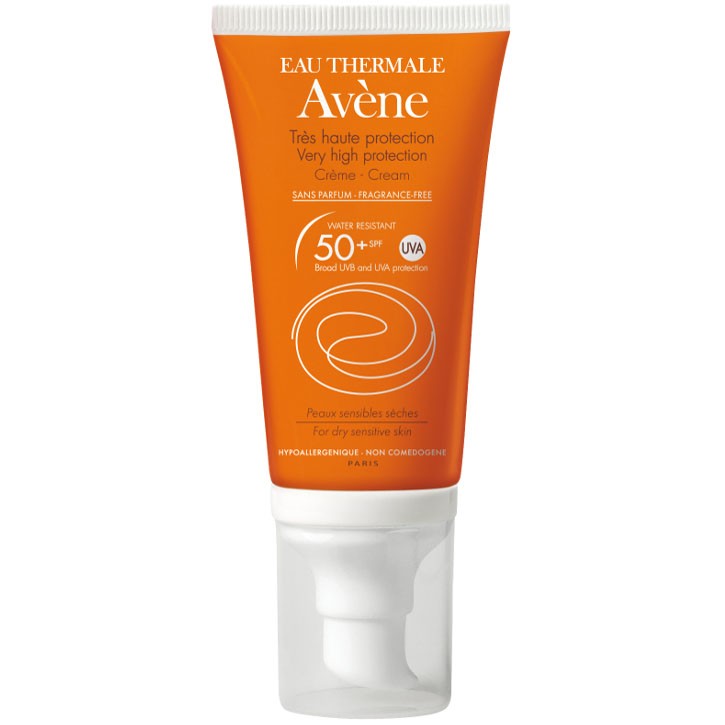 EAU THERMALE
Avène
Très haute protection
Very high protection
Crème - Cream
SANS PARFUM - FRAGRANCE-FREE
WATER RESISTANT
50+ SPF UVA
Broad UVB and UVA protection
Peaux sensibles sèches
For dry sensitive skin
HYPOALLERGENIQUE - NON COMEDOGENE
PARIS